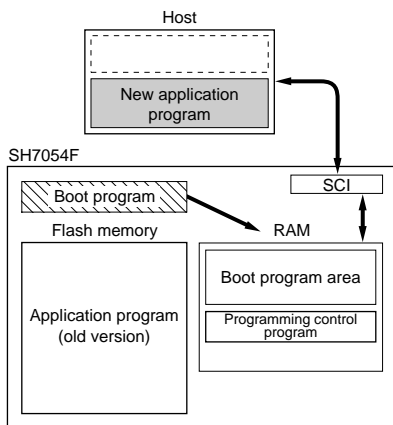 Host
New application
program
SH7054F
SCI
Boot program
Flash memory
RAM
Application program
(old version)
Boot program area
Programming control
program